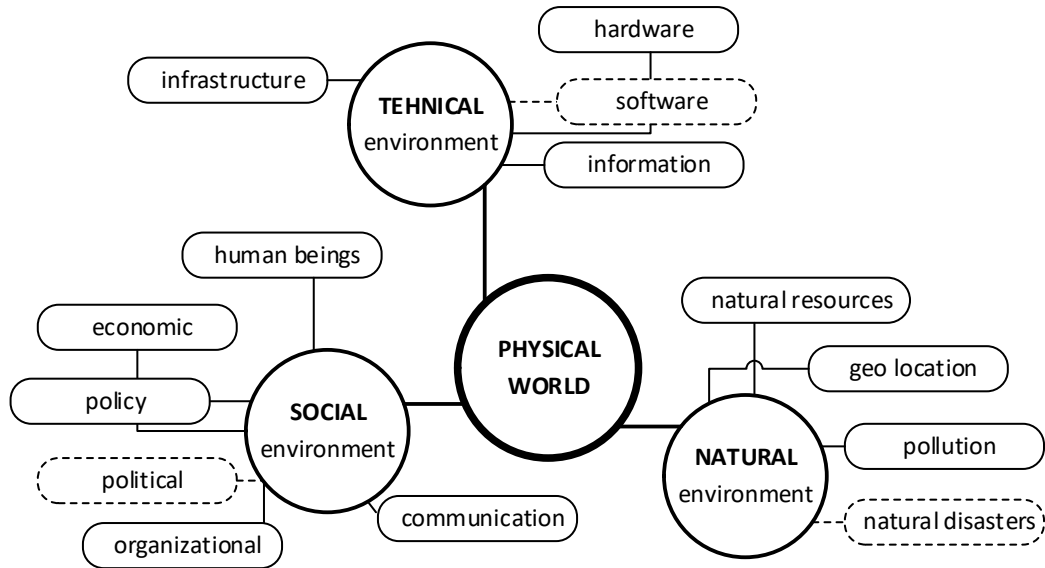 hardware
infrastructure
software
TEHNICAL
environment
information
human beings
natural resources
economic
PHYSICAL
WORLD
geo location
policy
SOCIAL
environment
pollution
NATURAL
environment
political
communication
natural disasters
organizational